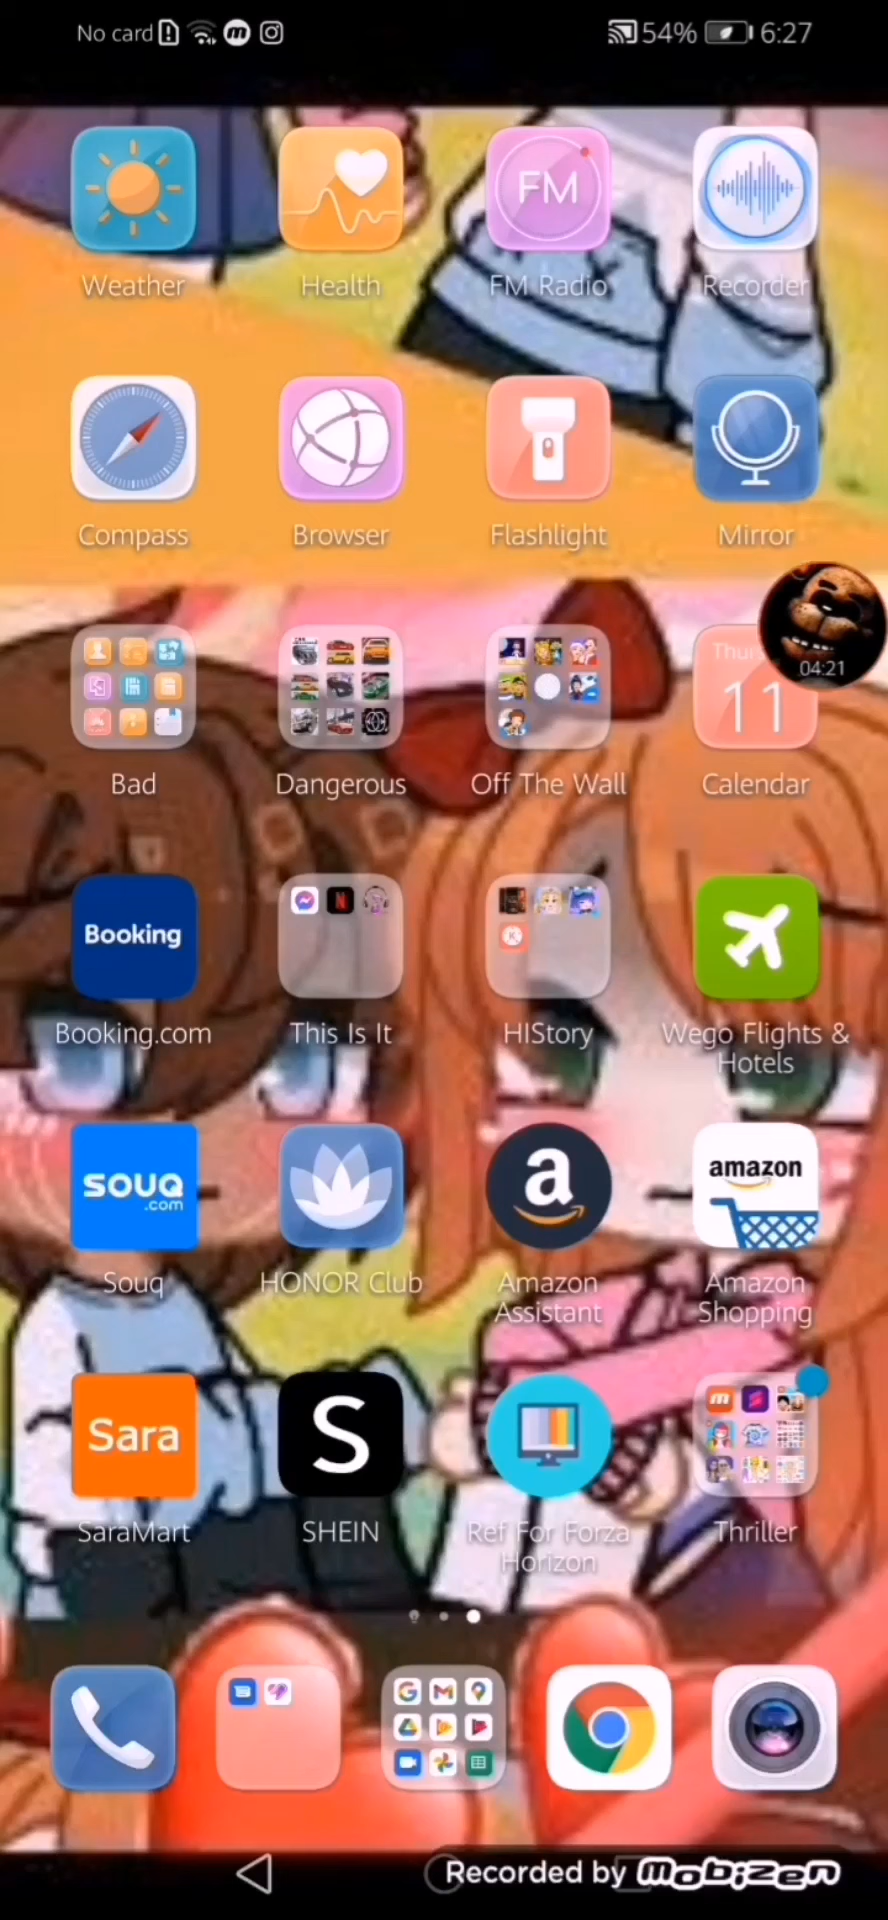 No card 54% 6:27
FM
Weather Health FM Radio Recorder
Compass Browser Flashlight Mirror
04:21
11
Bad Dangerous Off The Wall Calendar
Booking
Booking.com This Is It HIStory Wego Flights &
Hotels
souq
.com
a
amazon
Souq HONOR Club Amazon
Assistant
Amazon
Shopping
Sara
S
SaraMart SHEIN Ref For Forza
Horizon
Thriller
Recorded by mobizen